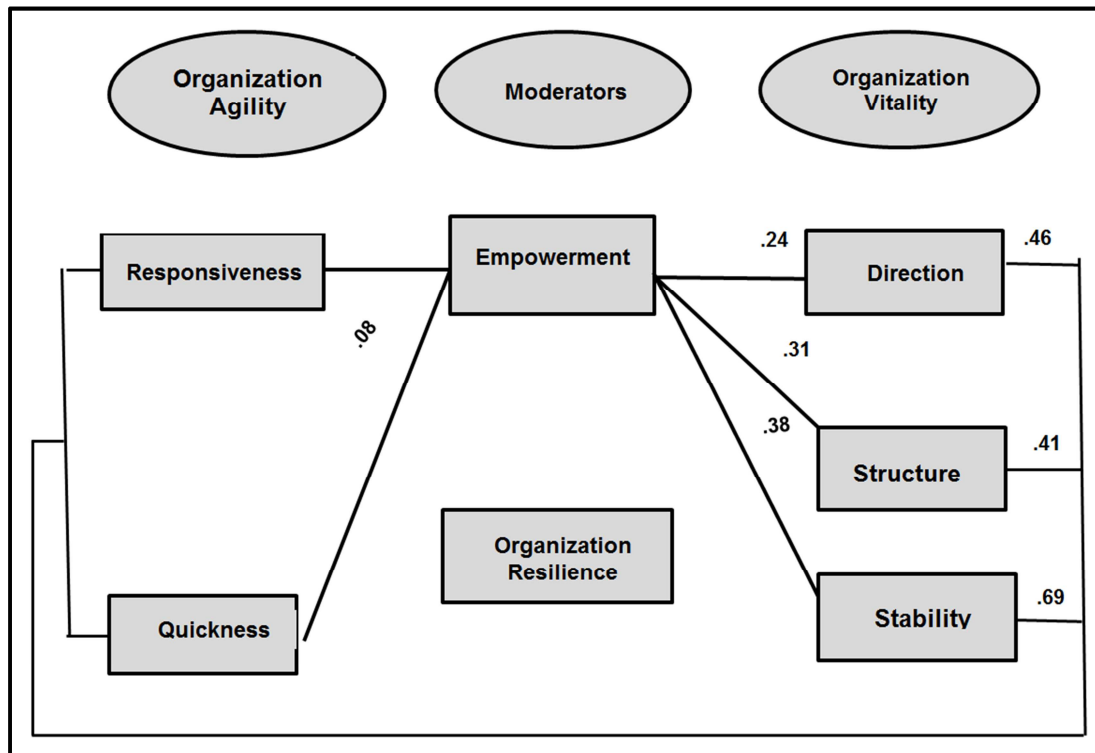 Organization
Agility
Moderators
Organization
Vitality
Responsiveness
Empowerment
.24
Direction
.46
.08
.31
.38
Structure
.41
Organization
Resilience
Quickness
Stability
.69